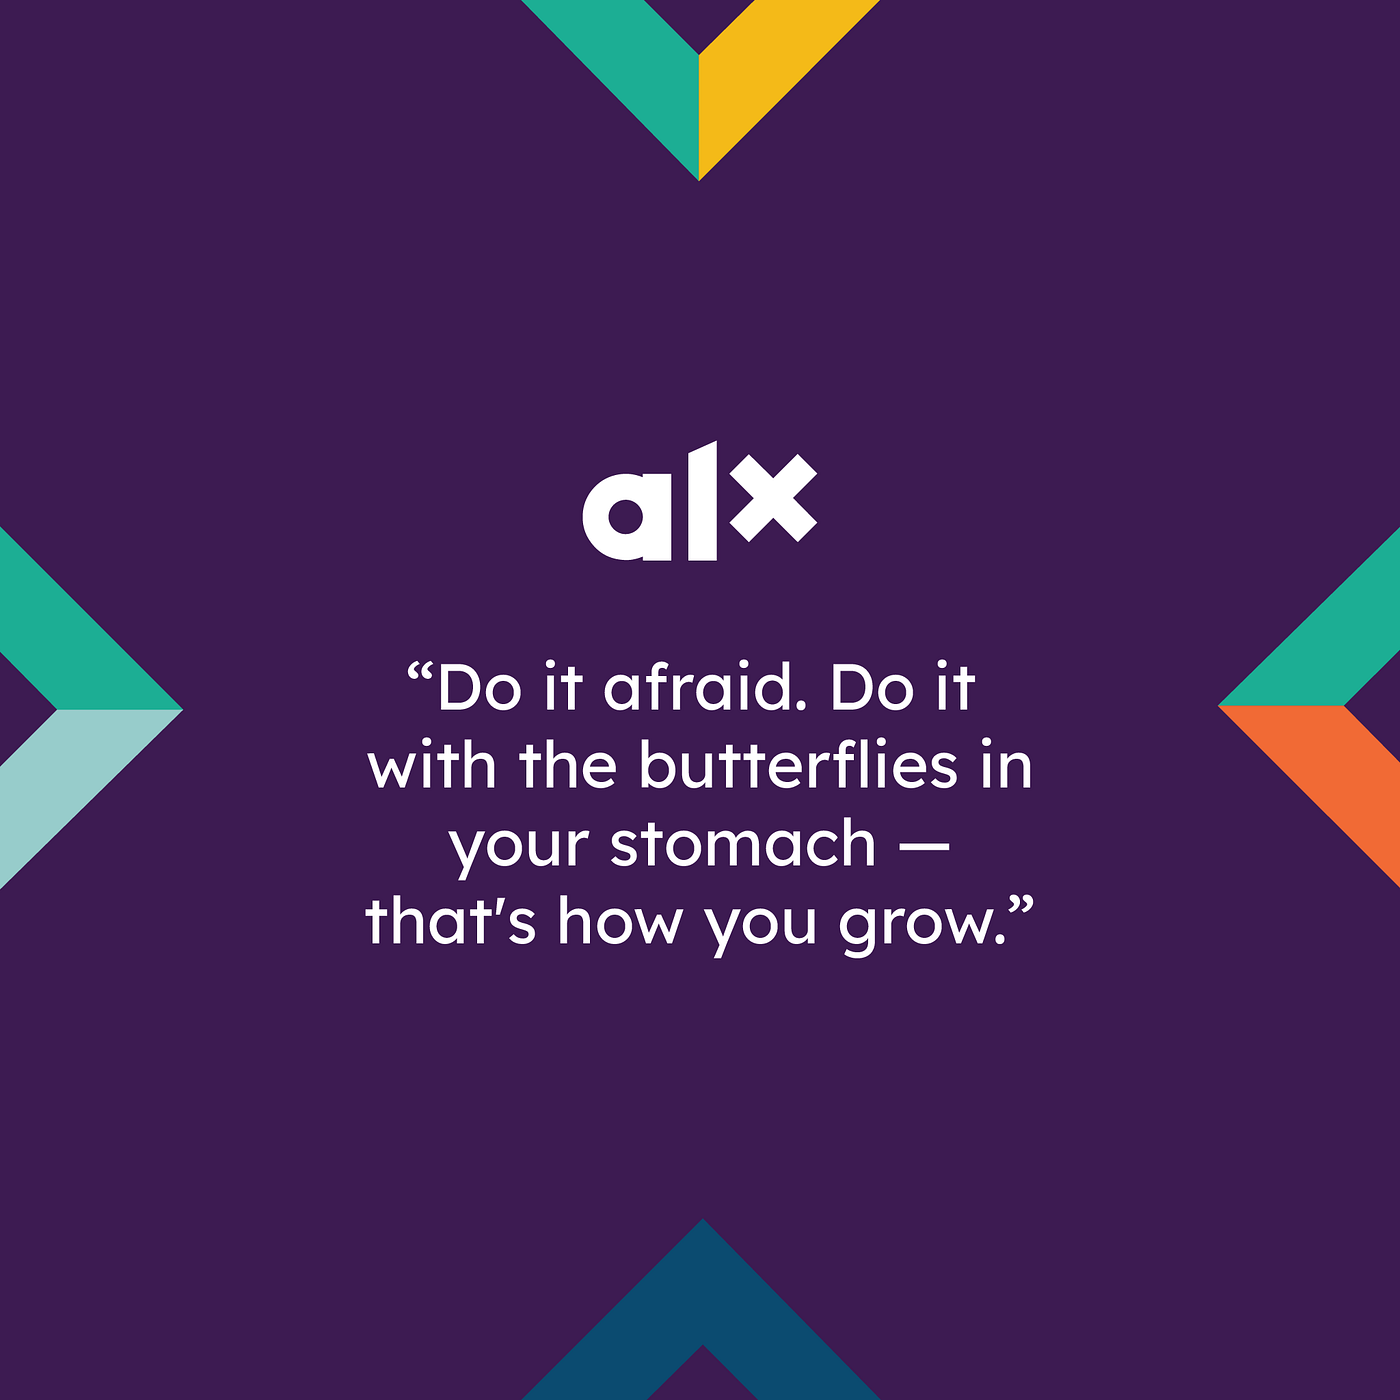 alx
“Do it afraid. Do it
with the butterflies in
your stomach —
that's how you grow.”